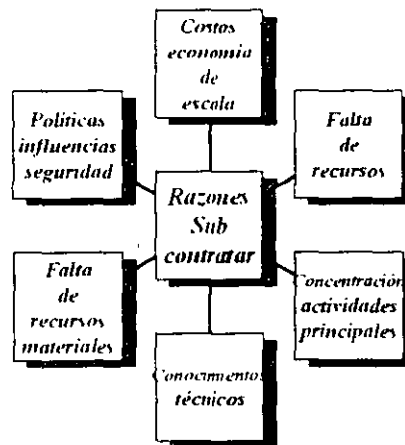 Costos
economia
de
escala
Politicas
influencias
seguridad
Falta
de
recursos
Razones
Sub
contratar
Falta
de
recursos
materiales
Concentración
actividades
principales
Conocimientos
técnicos